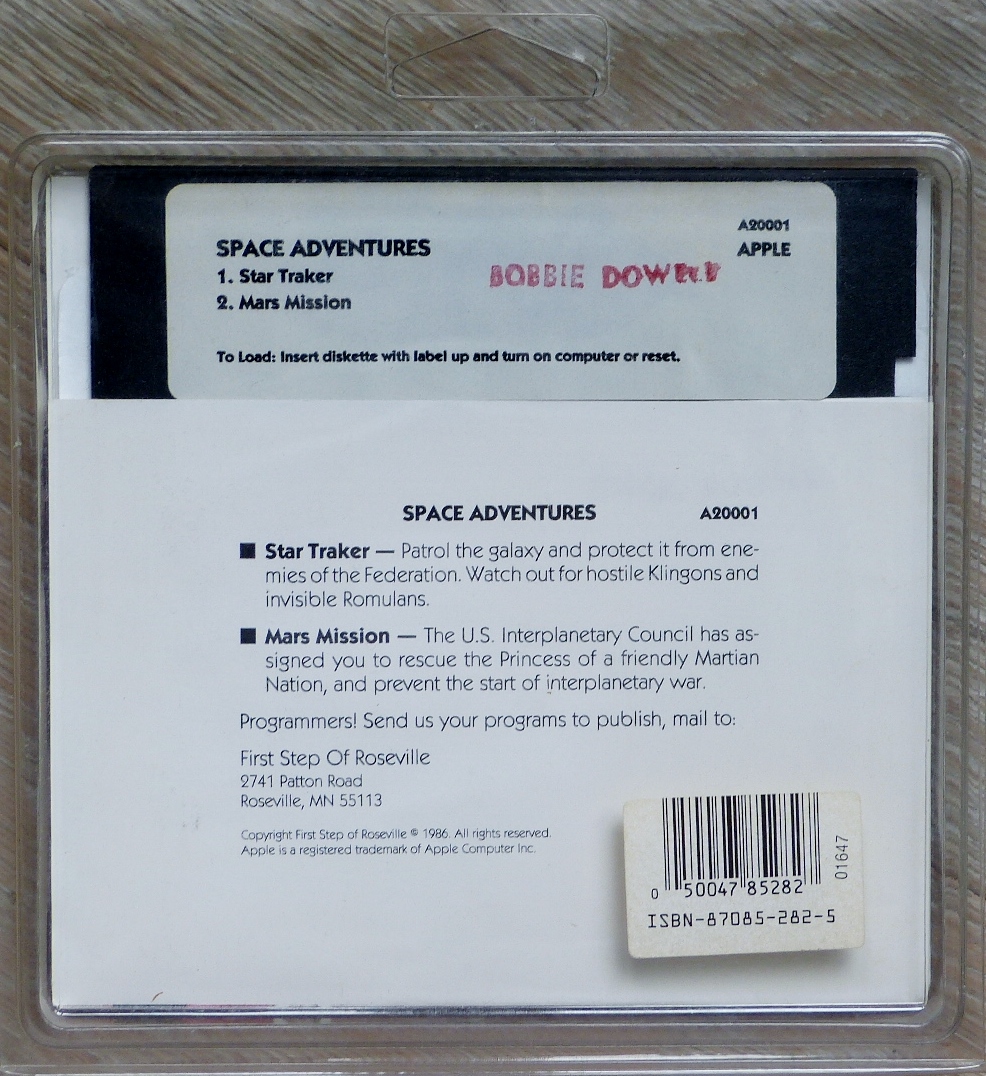 A20001
SPACE ADVENTURES
APPLE
1. Star Traker
BOBBIE DOWELL
2. Mars Mission
To Load: Insert diskette with label up and turn on computer or reset.
SPACE ADVENTURES A20001
■ Star Traker — Patrol the galaxy and protect it from ene-
mies of the Federation. Watch out for hostile Klingons and
invisible Romulans.
■ Mars Mission — The U.S. Interplanetary Council has as-
signed you to rescue the Princess of a friendly Martian
Nation, and prevent the start of interplanetary war.
Programmers! Send us your programs to publish, mail to:
First Step Of Roseville
2741 Patton Road
Roseville, MN 55113
Copyright First Step of Roseville © 1986. All rights reserved.
Apple is a registered trademark of Apple Computer Inc.
01647
0 50047 85282
ISBN-87085-282-5